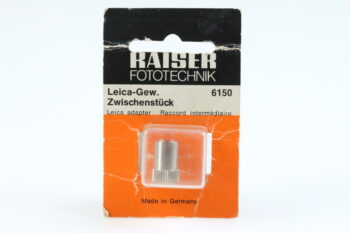 KAISER
FOTOTECHNIK
Leica-Gew. 6150
Zwischenstück
Leica adapter Raccord intermédiaire
Made in Germany